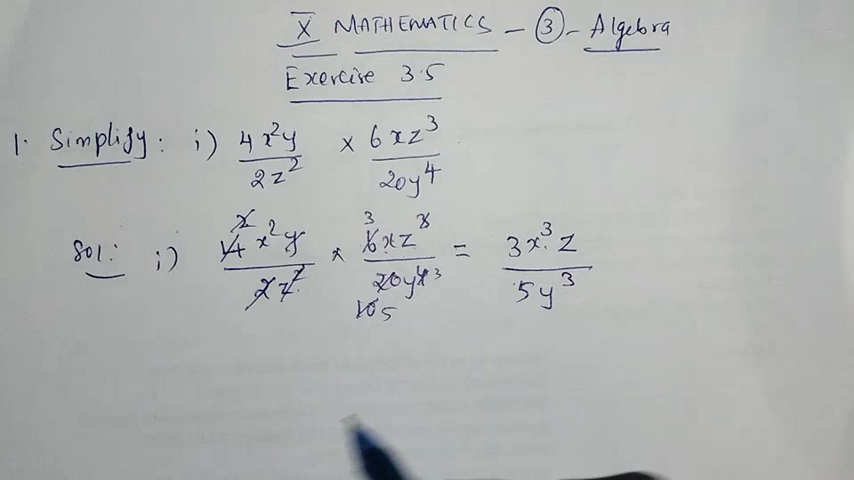 X MATHEMATICS - ③ - Algebra
Exercise 3.5
1. Simplify: i) 4x²y/2z² × 6xz³/20y⁴
Sol: i) 4x²y/2z² × 6xz³/20y⁴ = 3x³z/5y³